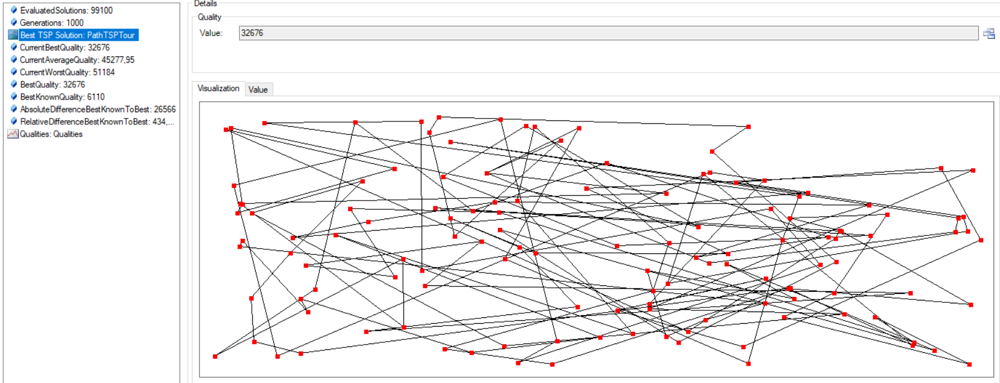 EvaluatedSolutions: 99100
Generations: 1000
Best TSP Solution: PathTSPTour
CurrentBestQuality: 32676
CurrentAverageQuality: 45277,95
CurrentWorstQuality: 51184
BestQuality: 32676
BestKnownQuality: 6110
AbsoluteDifferenceBestKnownToBest: 26566
RelativeDifferenceBestKnownToBest: 434,...
Qualities: Qualities
Details
Quality
Value: 32676
Visualization Value